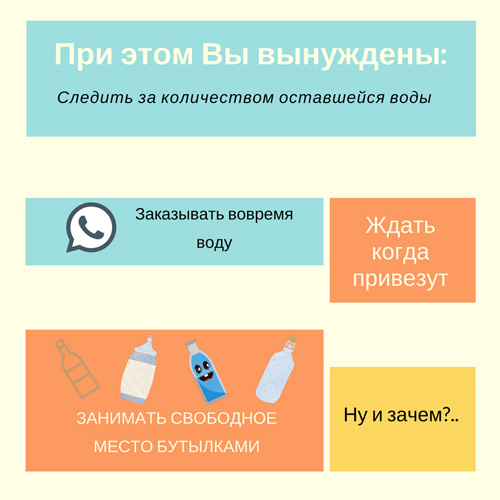 При этом Вы вынуждены:
Следить за количеством оставшейся воды
Заказывать вовремя
воду
Ждать
когда
привезут
ЗАНИМАТЬ СВОБОДНОЕ
МЕСТО БУТЫЛКАМИ
Ну и зачем?..